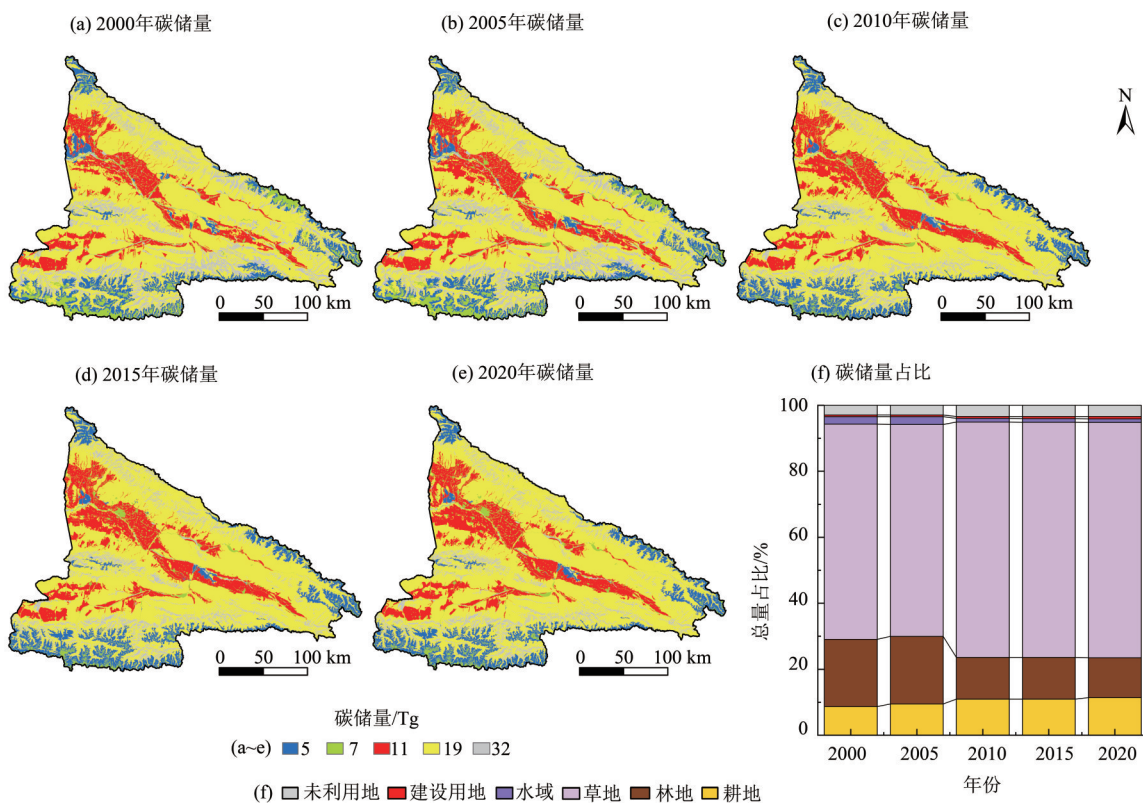 (a) 2000年碳储量
(b) 2005年碳储量
(c) 2010年碳储量
N
0 50 100 km
0 50 100 km
0 50 100 km
(d) 2015年碳储量
(e) 2020年碳储量
(f) 碳储量占比
0 50 100 km
0 50 100 km
总量占比/%
100
80
60
40
20
0
2000 2005 2010 2015 2020
年份
碳储量/Tg
(a~e) 5 7 11 19 32
(f) 未利用地 建设用地 水域 草地 林地 耕地